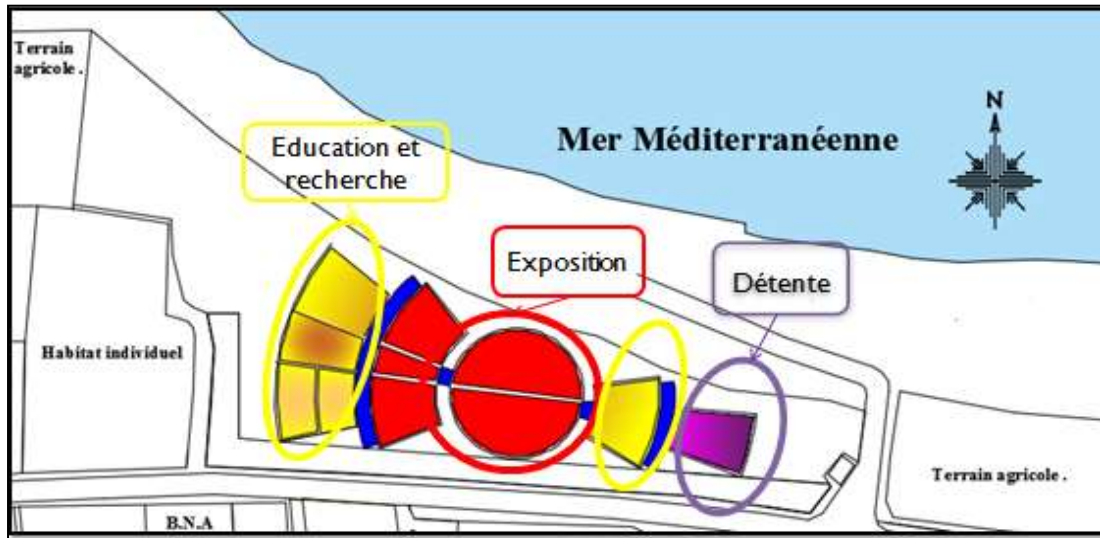 Terrain
agricole .
Education et
recherche
Mer Méditerranéenne
N
Exposition
Détente
Habitat individuel
Terrain agricole .
B.N.A